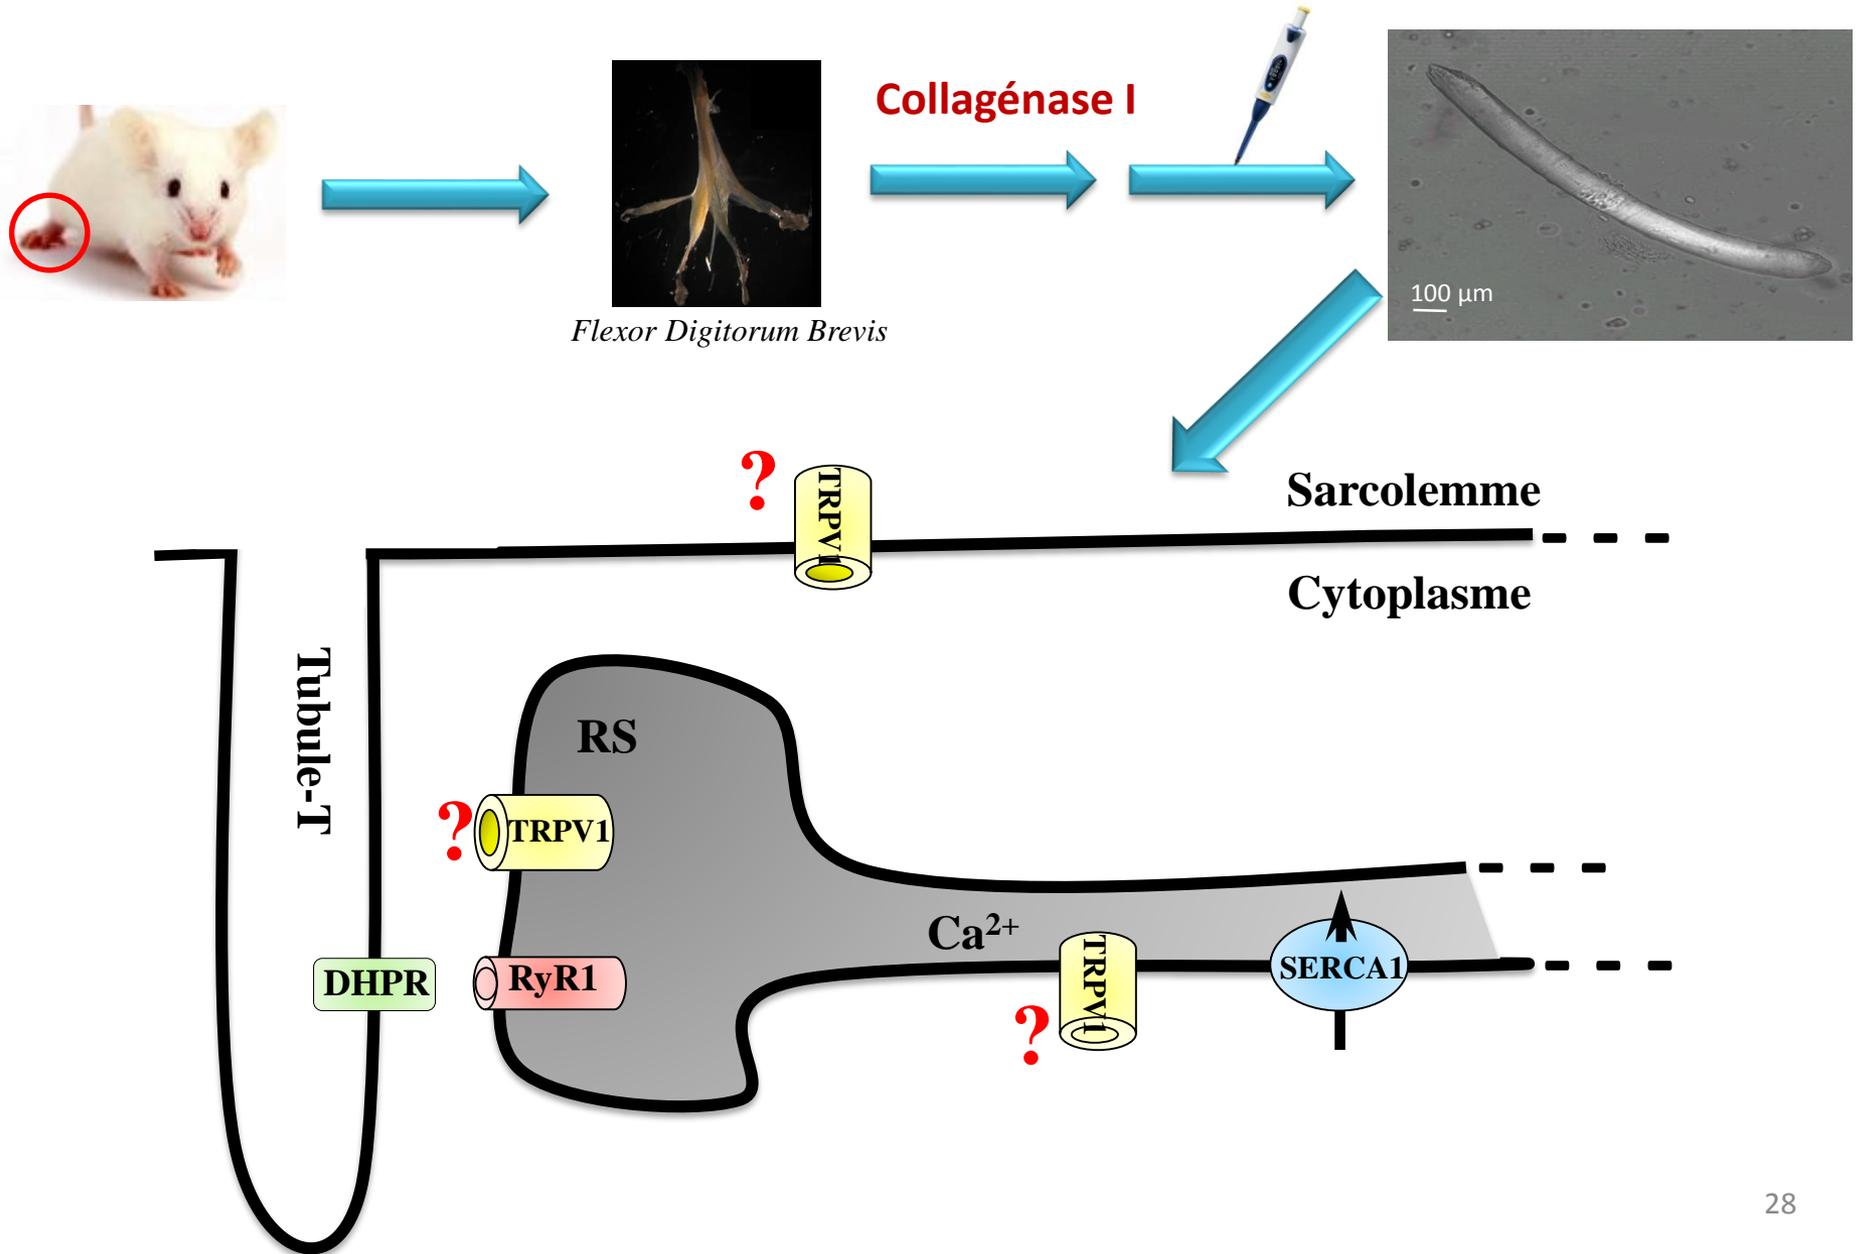 Collagénase I
100 µm
Flexor Digitorum Brevis
?
TRPV1
Sarcolemme
Cytoplasme
Tubule-T
RS
?
TRPV1
Ca²⁺
TRPV1
?
DHPR
RyR1
SERCA1
28